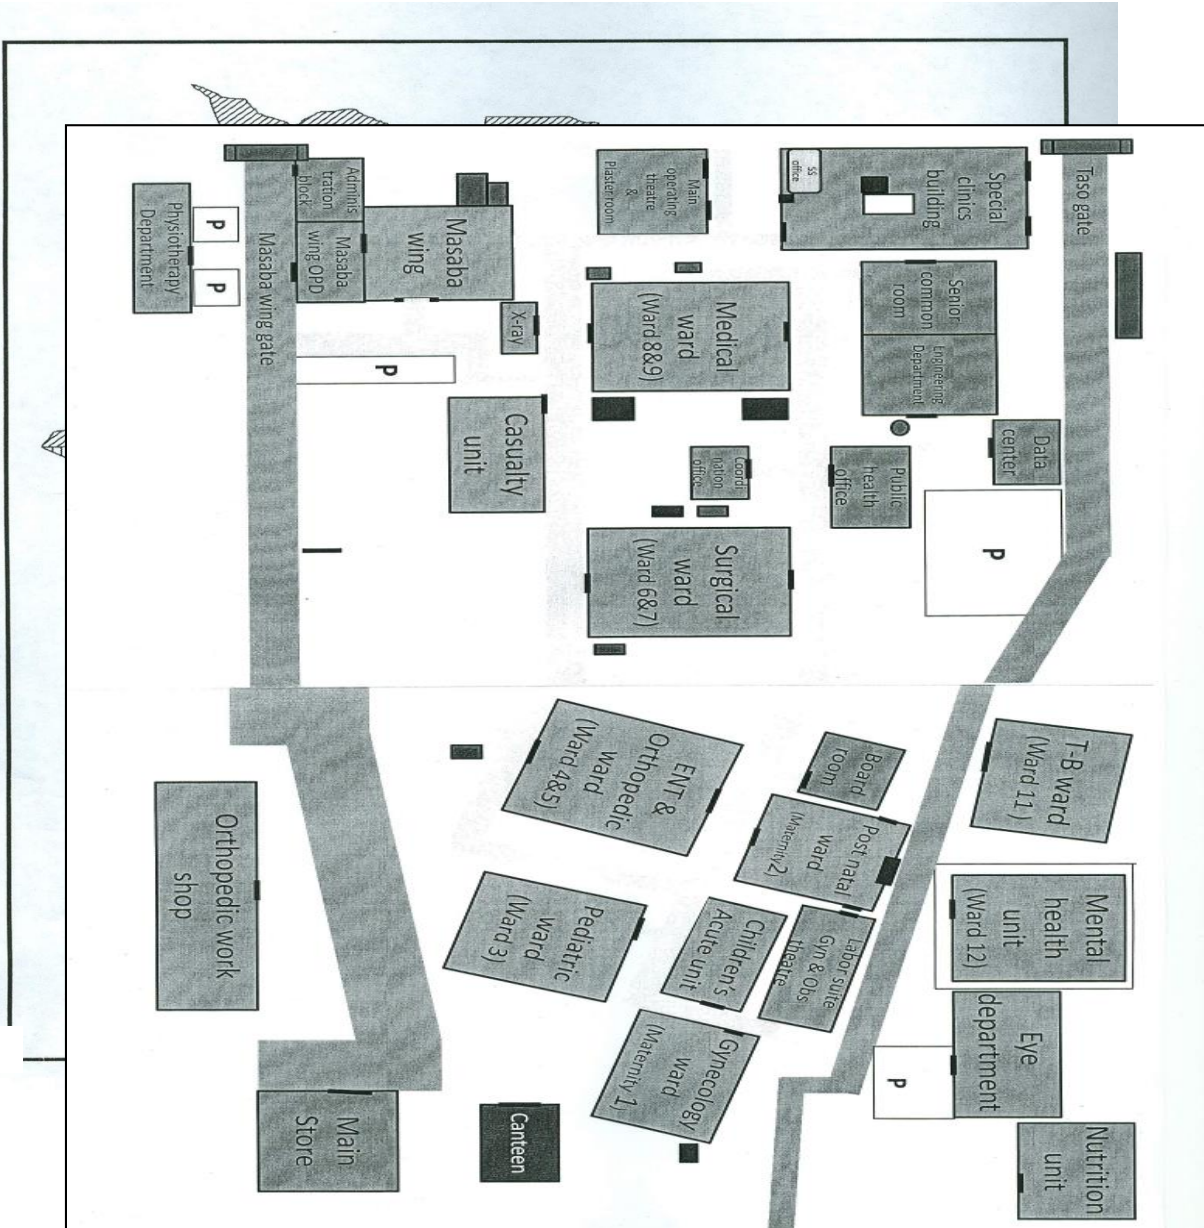 Taso gate
SS
office
Special
clinics
building
Main
operating
theatre
&
Plaster room
Masaba
wing
Adminis
tration
block
Masaba
wing OPD
Masaba wing gate
P
P
Physiotherapy
Department
Senior
common
room
Engineering
Department
Medical
ward
(Ward 8&9)
X-ray
P
Casualty
unit
Data
center
Public
health
office
Coordi
nation
office
P
Surgical
ward
(Ward 6&7)
T-B ward
(Ward 11)
Board
room
ENT &
Orthopedic
ward
(Ward 4&5)
Post natal
ward
(Maternity 2)
Mental
health
unit
(Ward 12)
Labor suite
Gyn & Obs
theatre
Children's
Acute unit
Pediatric
ward
(Ward 3)
Orthopedic work
shop
Eye
department
P
Gynecology
ward
(Maternity 1)
Nutrition
unit
Canteen
Main
Store